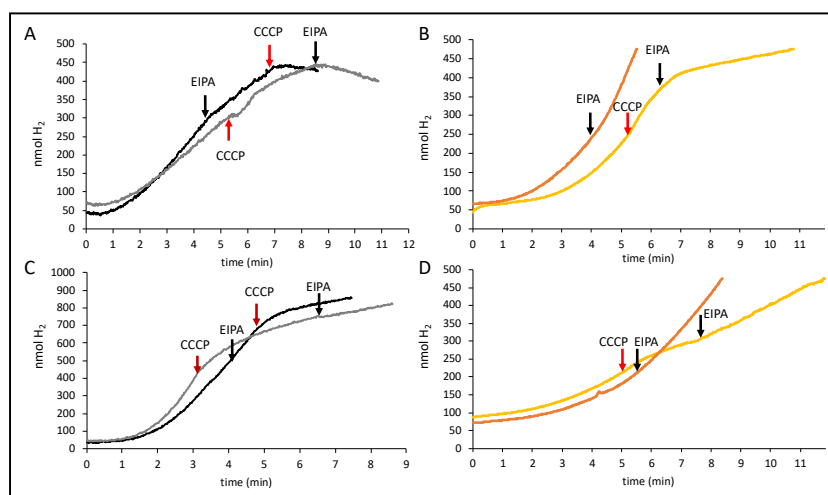 A
500
450
400
350
300
250
200
150
100
50
0
nmol H₂
EIPA
CCCP
EIPA
CCCP
0 1 2 3 4 5 6 7 8 9 10 11 12
time (min)
B
500
450
400
350
300
250
200
150
100
50
0
nmol H₂
EIPA
EIPA
CCCP
0 1 2 3 4 5 6 7 8 9 10 11
time (min)
C
1000
900
800
700
600
500
400
300
200
100
0
nmol H₂
CCCP
EIPA
CCCP
EIPA
0 1 2 3 4 5 6 7 8 9
time (min)
D
500
450
400
350
300
250
200
150
100
50
0
nmol H₂
CCCP EIPA
EIPA
0 1 2 3 4 5 6 7 8 9 10 11
time (min)